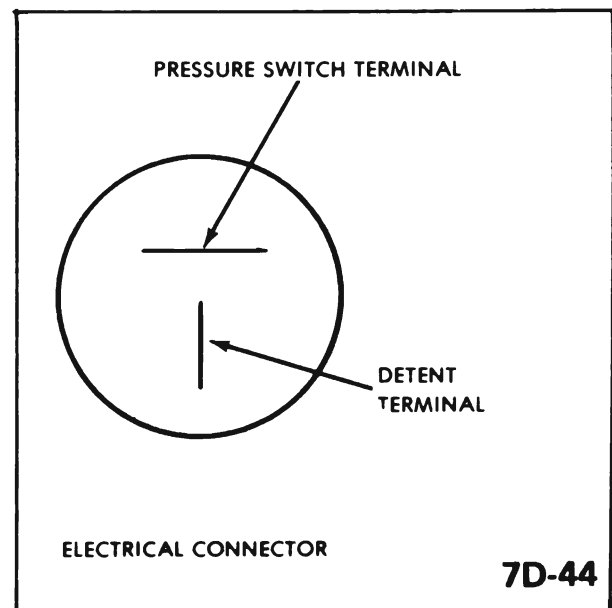 PRESSURE SWITCH TERMINAL
DETENT
TERMINAL
ELECTRICAL CONNECTOR
7D-44